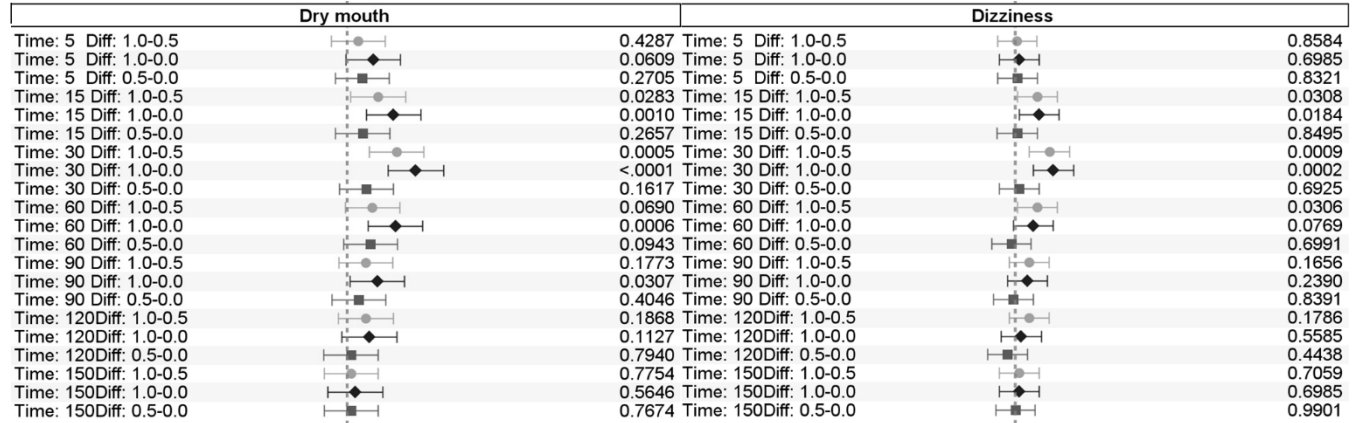 Dry mouth Dizziness
Time: 5 Diff: 1.0-0.5 0.4287 Time: 5 Diff: 1.0-0.5 0.8584
Time: 5 Diff: 1.0-0.0 0.0609 Time: 5 Diff: 1.0-0.0 0.6985
Time: 5 Diff: 0.5-0.0 0.2705 Time: 5 Diff: 0.5-0.0 0.8321
Time: 15 Diff: 1.0-0.5 0.0283 Time: 15 Diff: 1.0-0.5 0.0308
Time: 15 Diff: 1.0-0.0 0.0010 Time: 15 Diff: 1.0-0.0 0.0184
Time: 15 Diff: 0.5-0.0 0.2657 Time: 15 Diff: 0.5-0.0 0.8495
Time: 30 Diff: 1.0-0.5 0.0005 Time: 30 Diff: 1.0-0.5 0.0009
Time: 30 Diff: 1.0-0.0 <.0001 Time: 30 Diff: 1.0-0.0 0.0002
Time: 30 Diff: 0.5-0.0 0.1617 Time: 30 Diff: 0.5-0.0 0.6925
Time: 60 Diff: 1.0-0.5 0.0690 Time: 60 Diff: 1.0-0.5 0.0306
Time: 60 Diff: 1.0-0.0 0.0006 Time: 60 Diff: 1.0-0.0 0.0769
Time: 60 Diff: 0.5-0.0 0.0943 Time: 60 Diff: 0.5-0.0 0.6991
Time: 90 Diff: 1.0-0.5 0.1773 Time: 90 Diff: 1.0-0.5 0.1656
Time: 90 Diff: 1.0-0.0 0.0307 Time: 90 Diff: 1.0-0.0 0.2390
Time: 90 Diff: 0.5-0.0 0.4046 Time: 90 Diff: 0.5-0.0 0.8391
Time: 120Diff: 1.0-0.5 0.1868 Time: 120Diff: 1.0-0.5 0.1786
Time: 120Diff: 1.0-0.0 0.1127 Time: 120Diff: 1.0-0.0 0.5585
Time: 120Diff: 0.5-0.0 0.7940 Time: 120Diff: 0.5-0.0 0.4438
Time: 150Diff: 1.0-0.5 0.7754 Time: 150Diff: 1.0-0.5 0.7059
Time: 150Diff: 1.0-0.0 0.5646 Time: 150Diff: 1.0-0.0 0.6985
Time: 150Diff: 0.5-0.0 0.7674 Time: 150Diff: 0.5-0.0 0.9901